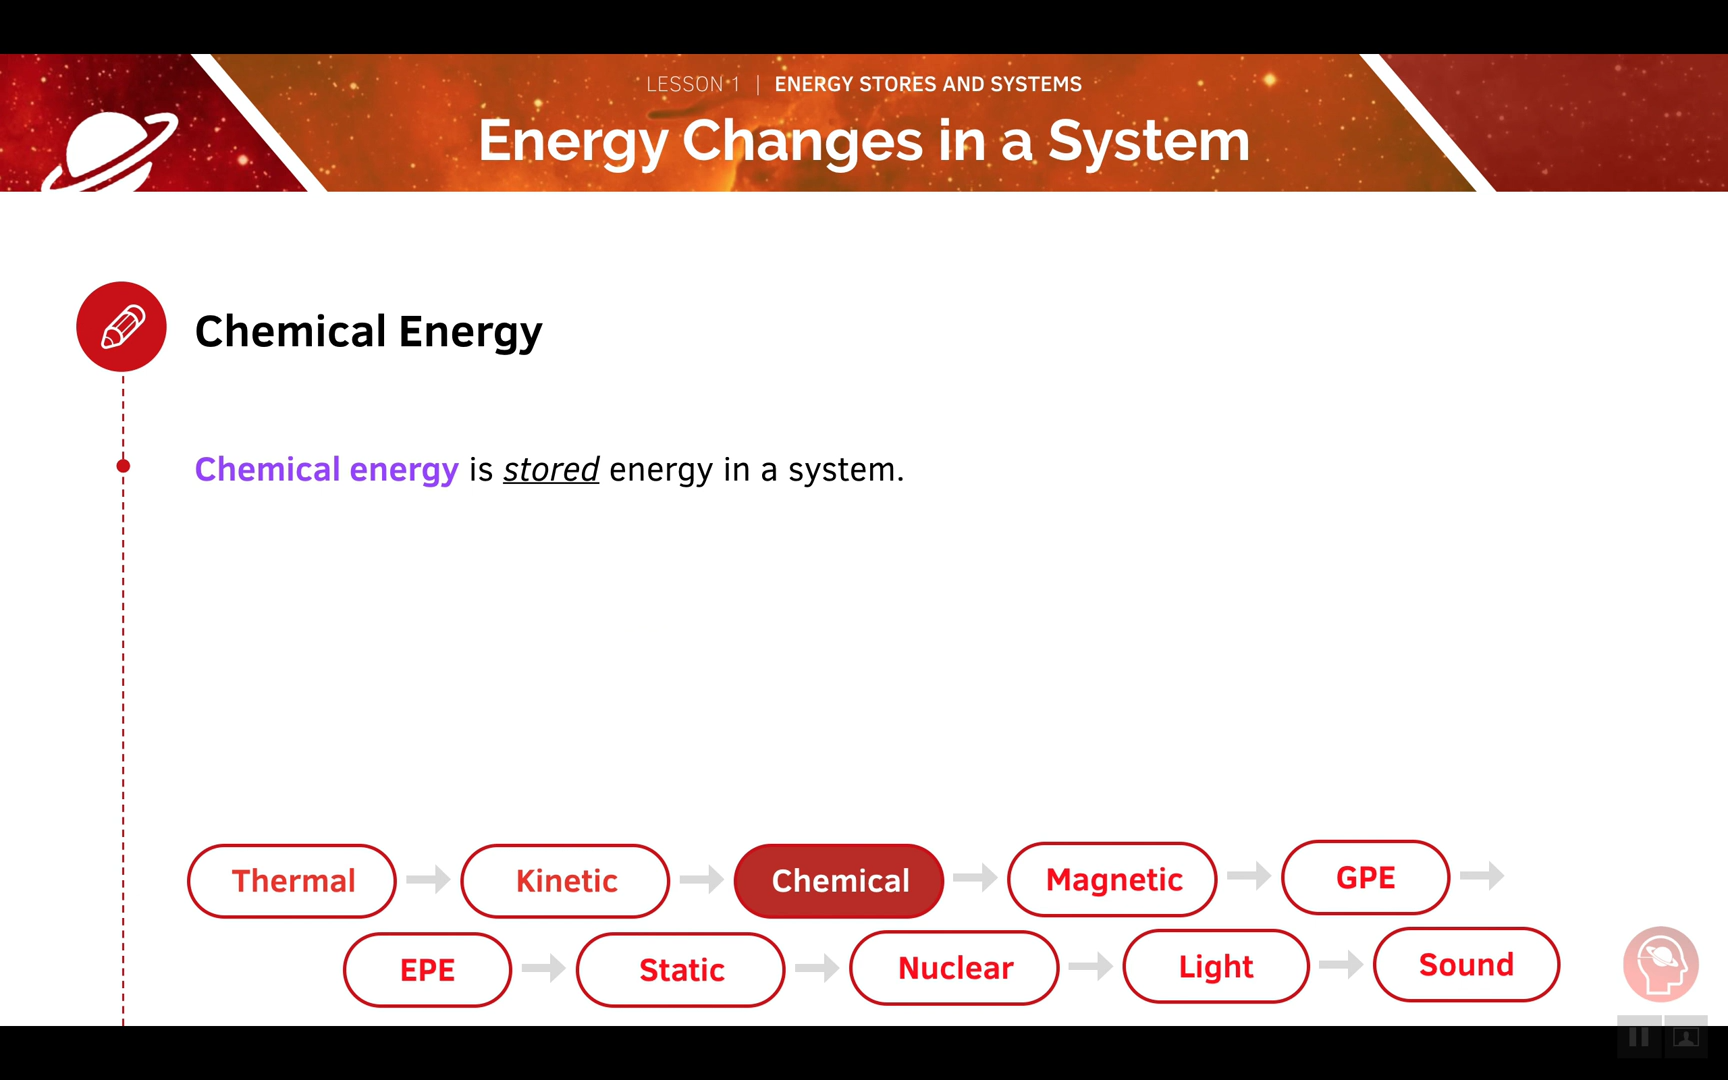 LESSON 1 | ENERGY STORES AND SYSTEMS
Energy Changes in a System
Chemical Energy
Chemical energy is stored energy in a system.
Thermal Kinetic Chemical Magnetic GPE
EPE Static Nuclear Light Sound